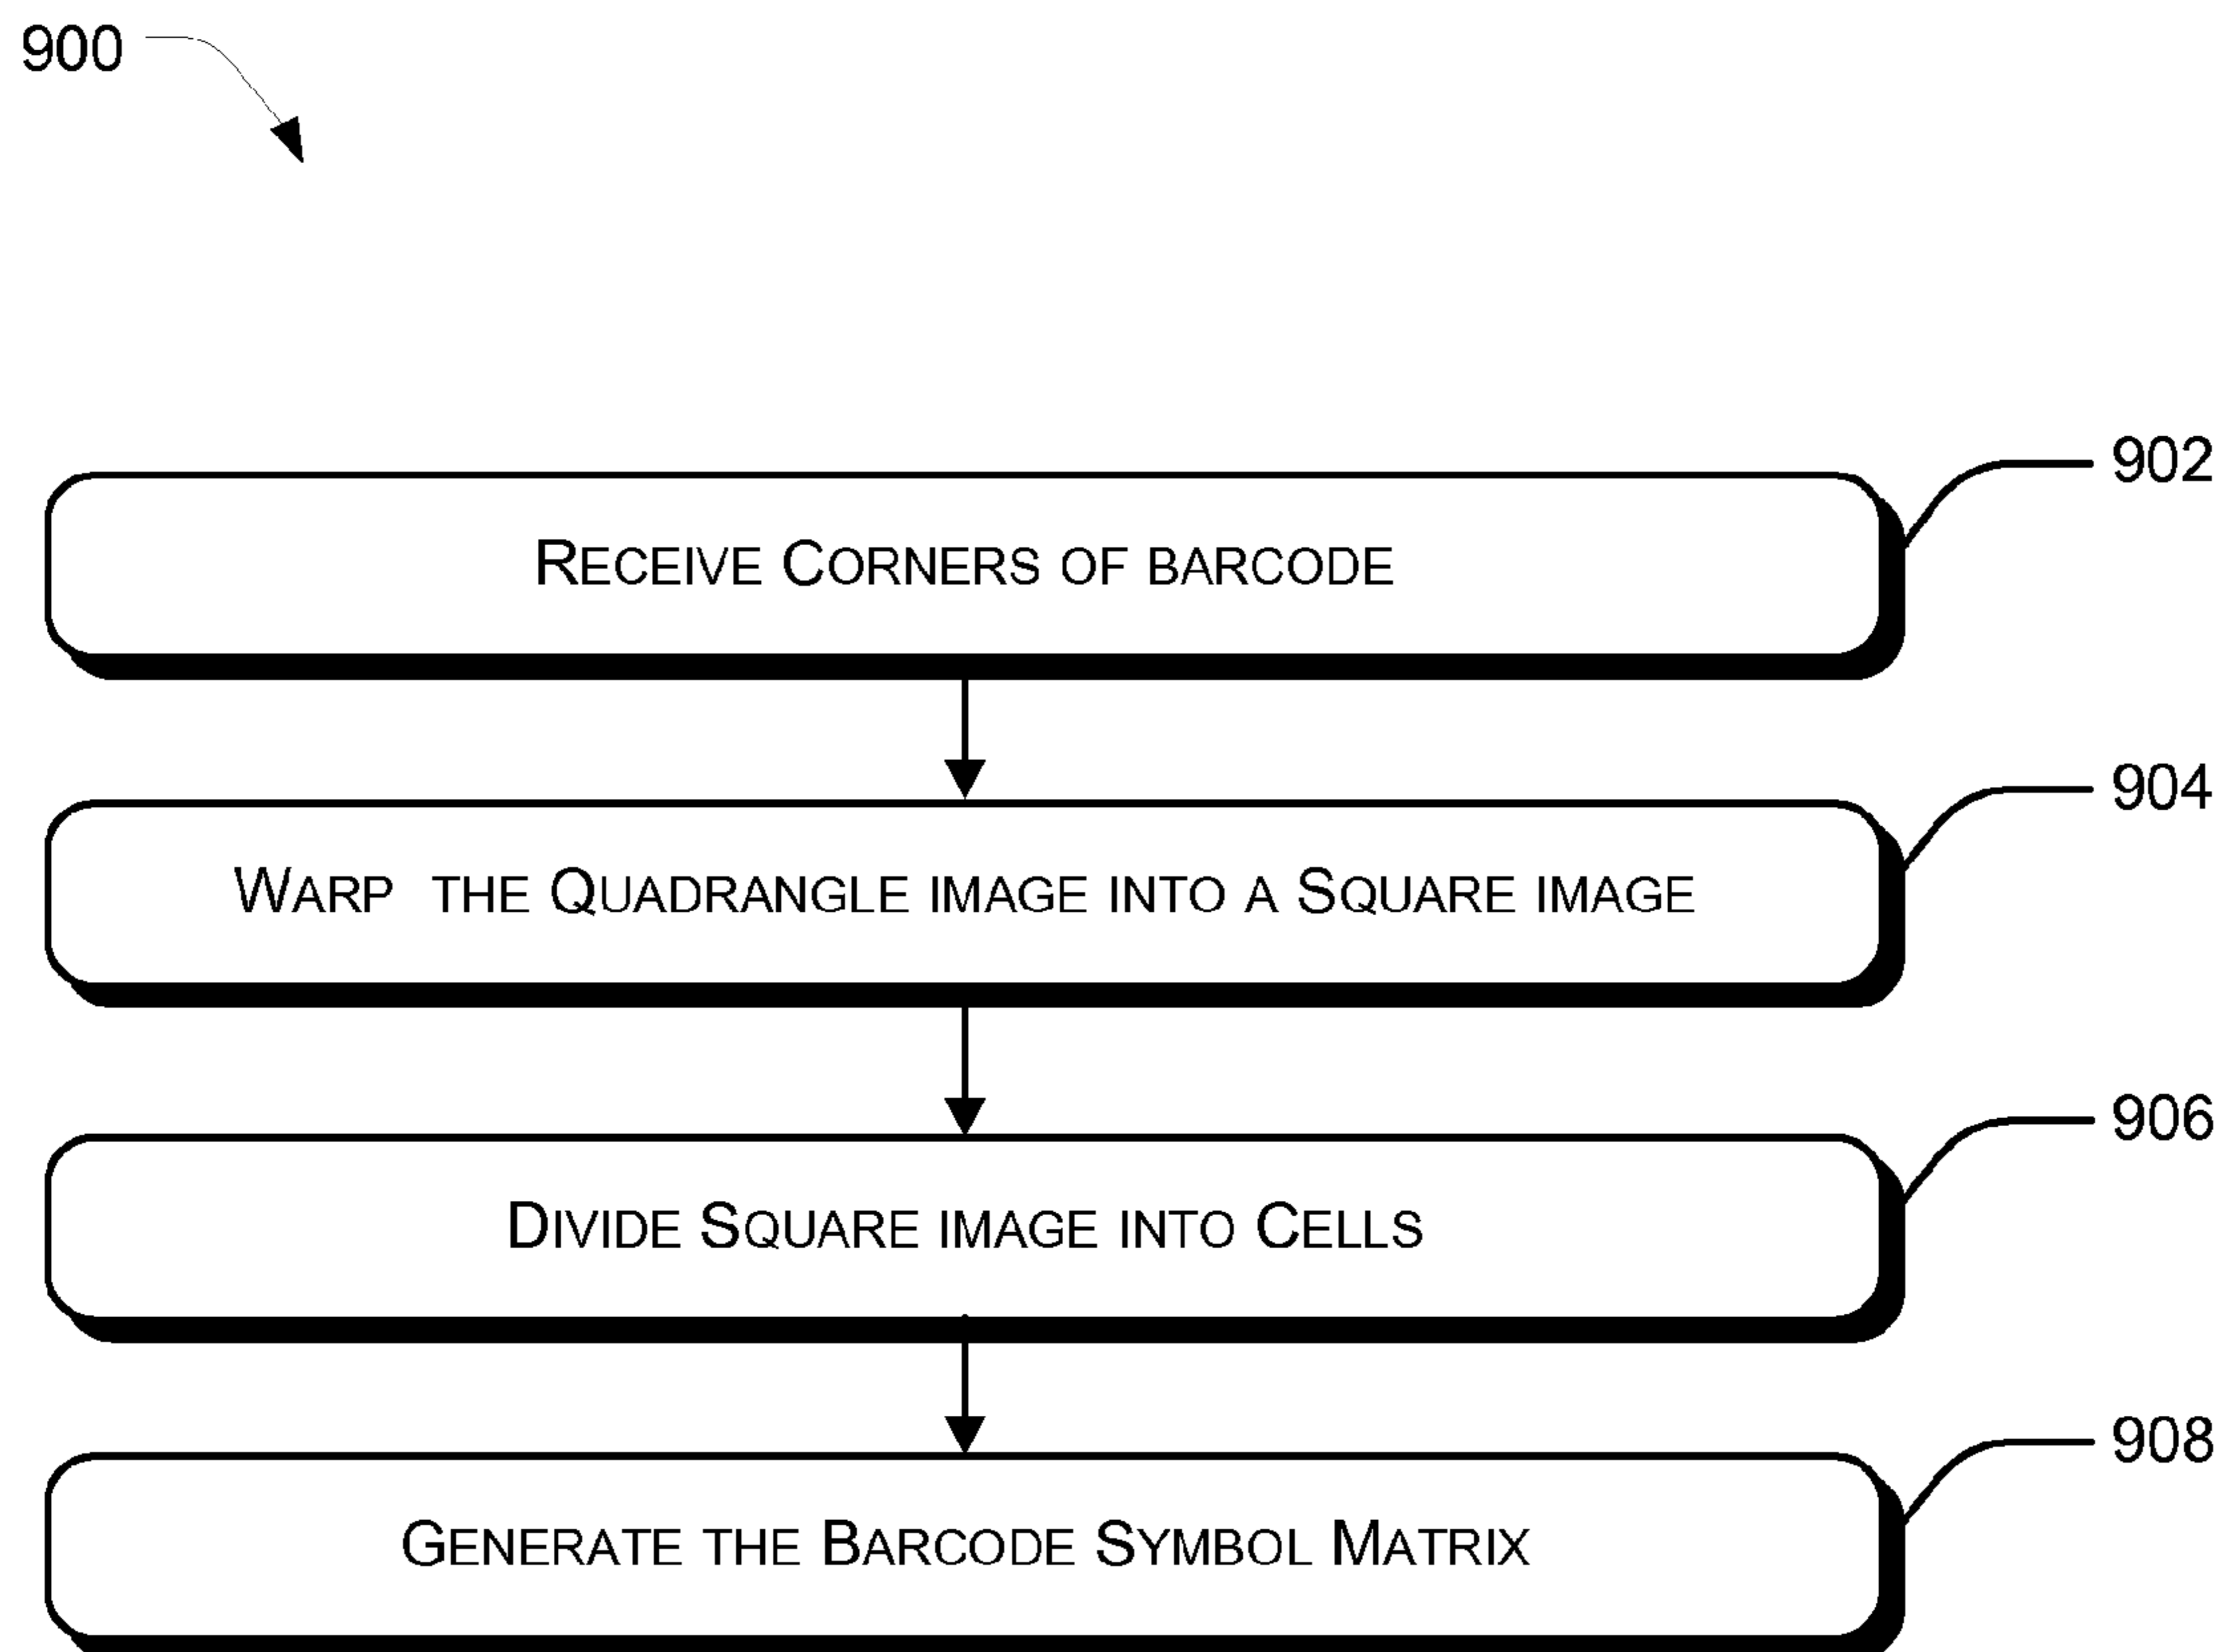 900
902
RECEIVE CORNERS OF BARCODE
904
WARP THE QUADRANGLE IMAGE INTO A SQUARE IMAGE
906
DIVIDE SQUARE IMAGE INTO CELLS
908
GENERATE THE BARCODE SYMBOL MATRIX